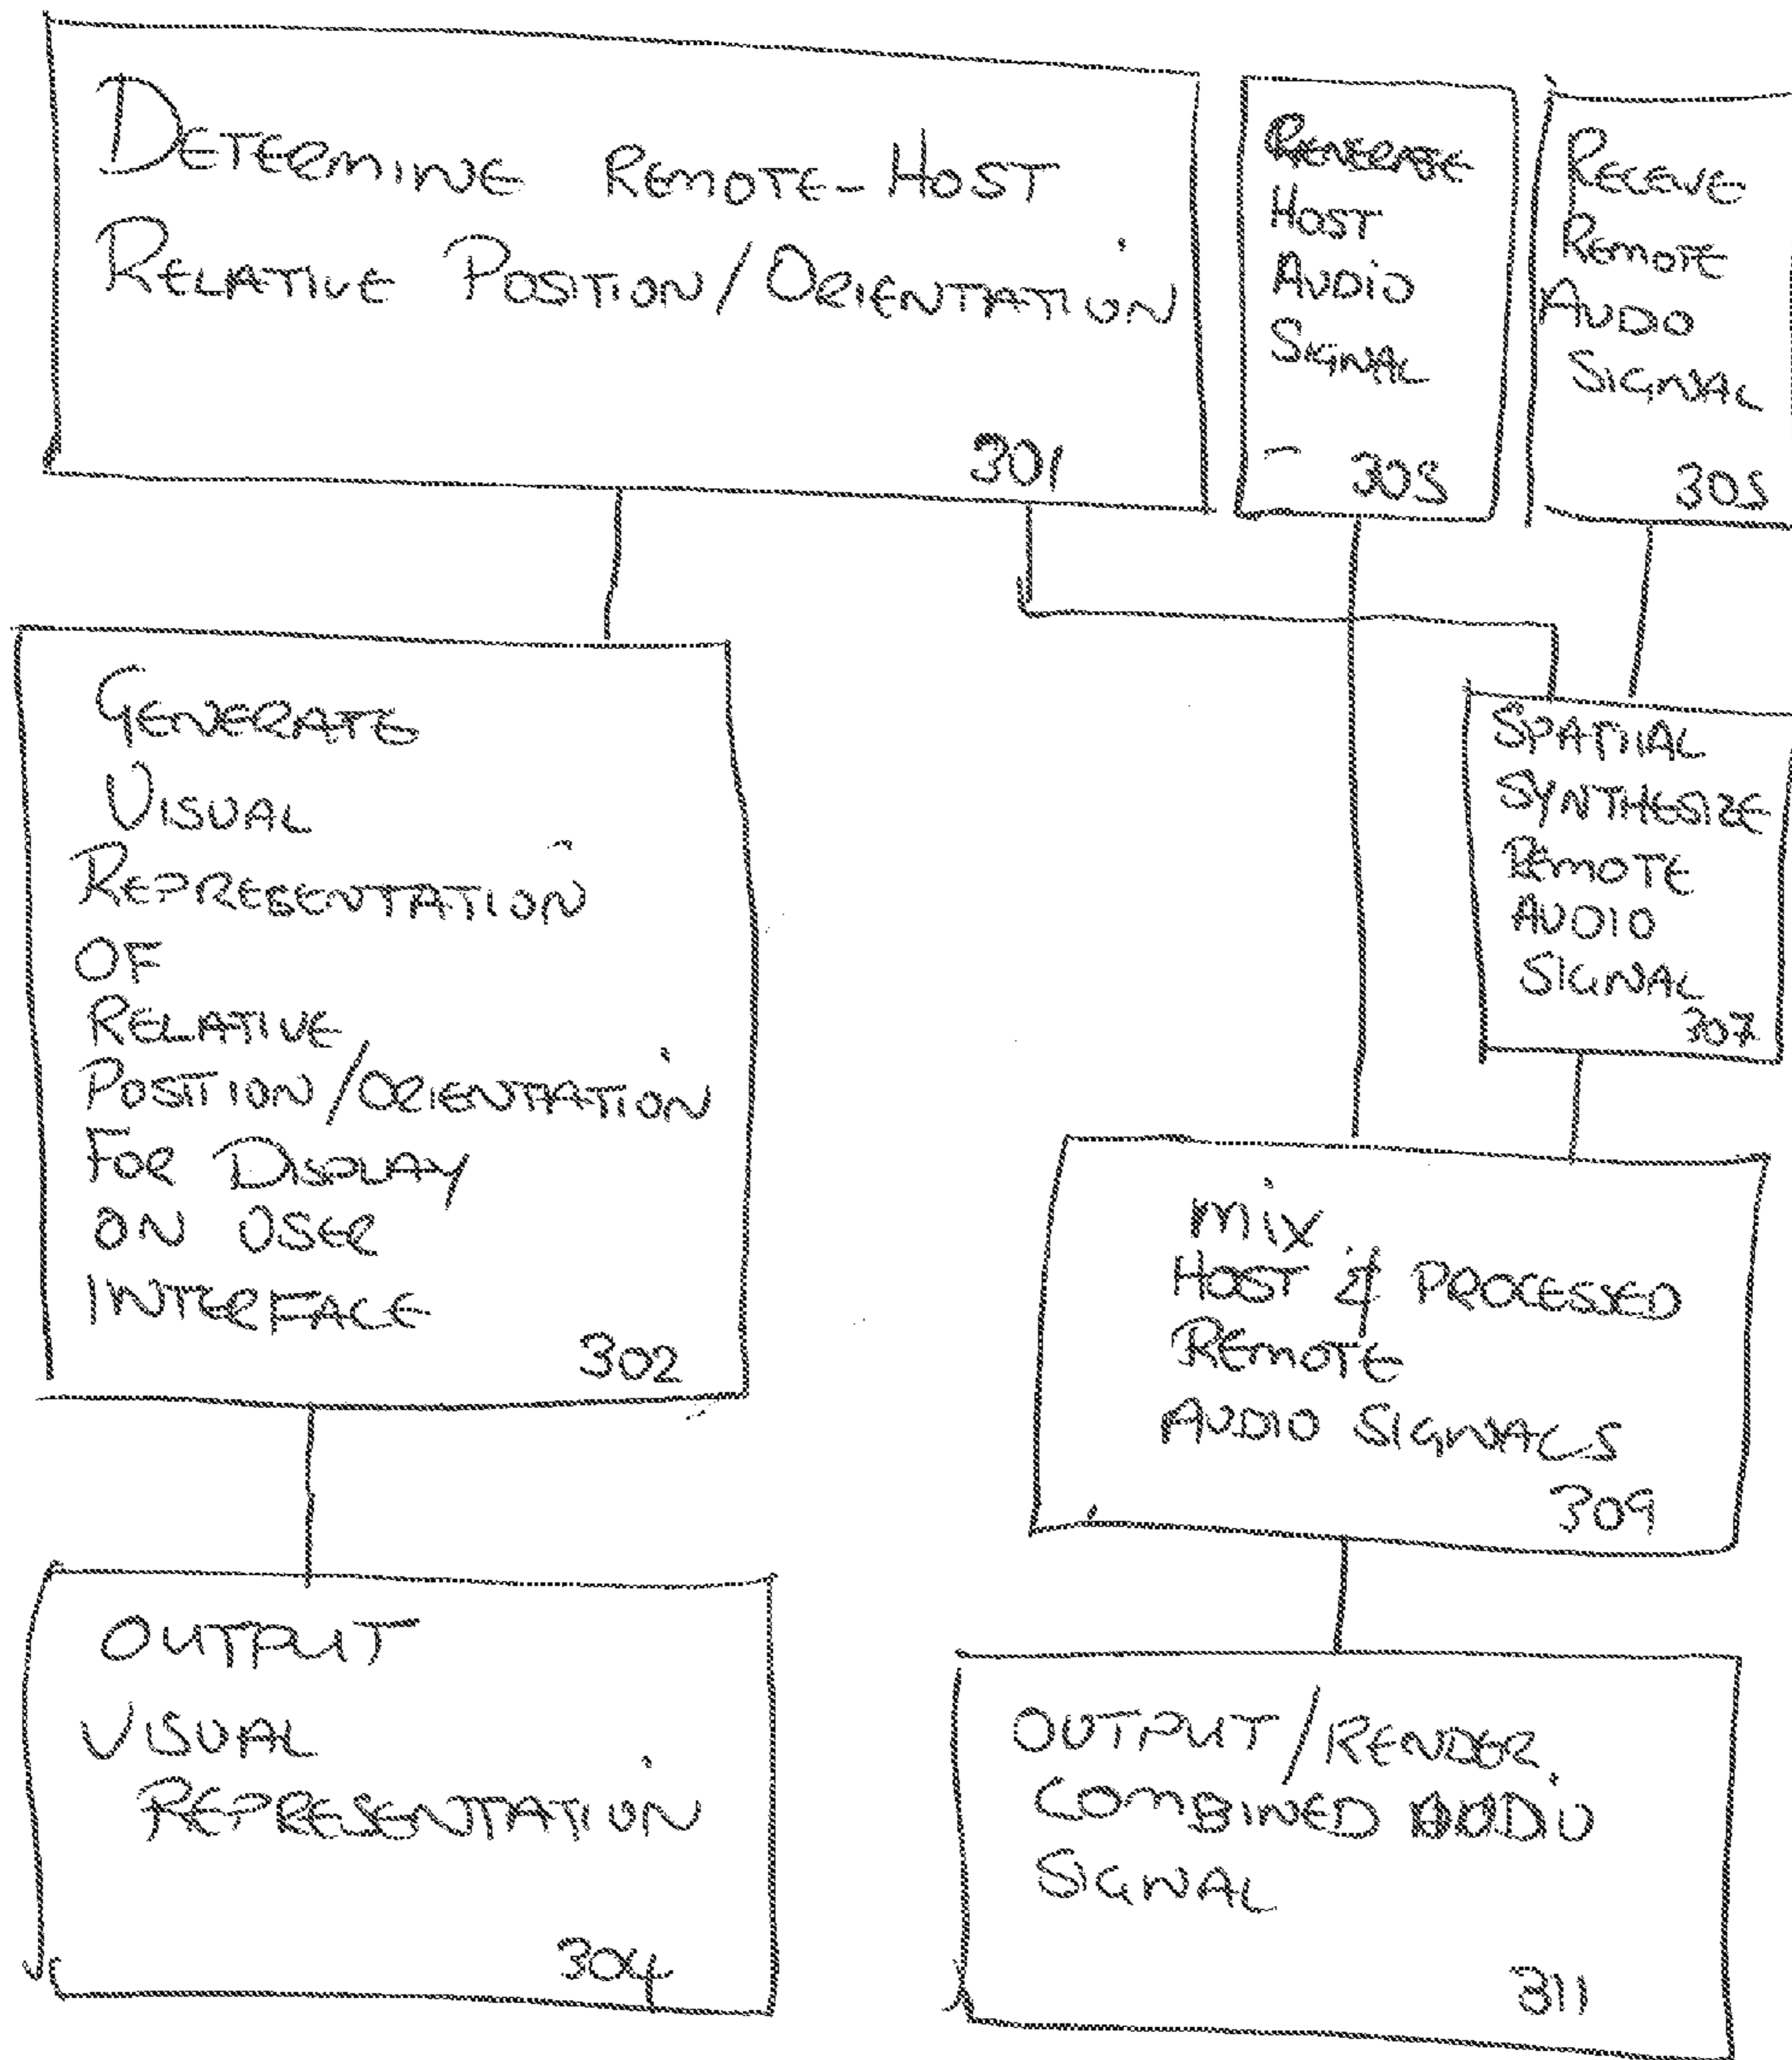 DETERMINE REMOTE-HOST
RELATIVE POSITION/ORIENTATION
301
GENERATE
HOST
AUDIO
SIGNAL
305
RECEIVE
REMOTE
AUDIO
SIGNAL
305
GENERATE
VISUAL
REPRESENTATION
OF
RELATIVE
POSITION/ORIENTATION
FOR DISPLAY
ON USER
INTERFACE
302
SPATIAL
SYNTHESIZE
REMOTE
AUDIO
SIGNAL
307
MIX
HOST & PROCESSED
REMOTE
AUDIO SIGNALS
309
OUTPUT
VISUAL
REPRESENTATION
304
OUTPUT/RENDER
COMBINED AUDIO
SIGNAL
311